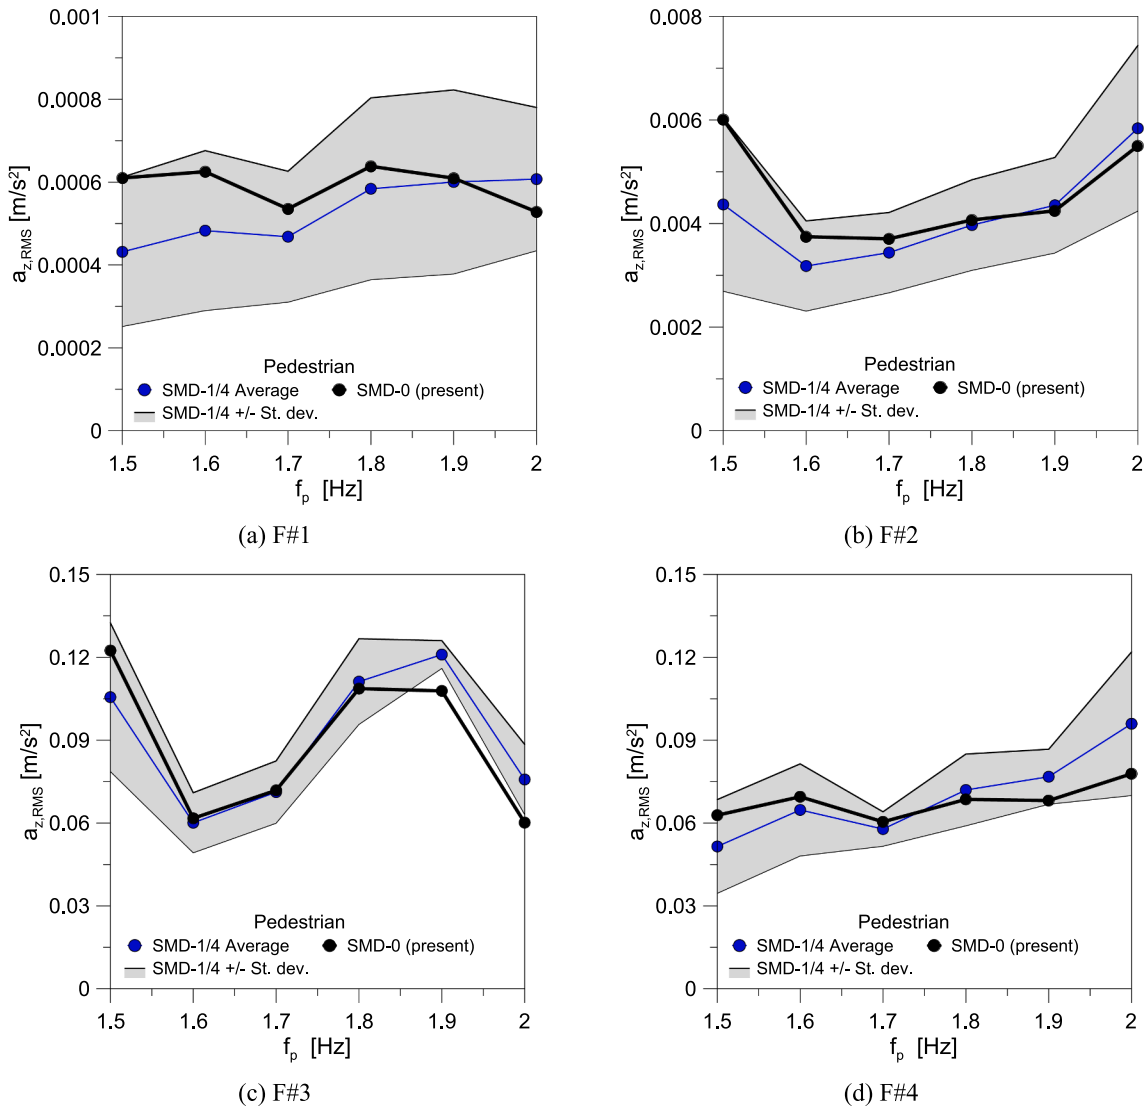 0.001
0.0008
0.0006
0.0004
0.0002
0
a_z,RMS [m/s²]
Pedestrian
SMD-1/4 Average
SMD-0 (present)
SMD-1/4 +/- St. dev.
1.5 1.6 1.7 1.8 1.9 2
f_p [Hz]
(a) F#1
0.008
0.006
0.004
0.002
0
a_z,RMS [m/s²]
Pedestrian
SMD-1/4 Average
SMD-0 (present)
SMD-1/4 +/- St. dev.
1.5 1.6 1.7 1.8 1.9 2
f_p [Hz]
(b) F#2
0.15
0.12
0.09
0.06
0.03
0
a_z,RMS [m/s²]
Pedestrian
SMD-1/4 Average
SMD-0 (present)
SMD-1/4 +/- St. dev.
1.5 1.6 1.7 1.8 1.9 2
f_p [Hz]
(c) F#3
0.15
0.12
0.09
0.06
0.03
0
a_z,RMS [m/s²]
Pedestrian
SMD-1/4 Average
SMD-0 (present)
SMD-1/4 +/- St. dev.
1.5 1.6 1.7 1.8 1.9 2
f_p [Hz]
(d) F#4